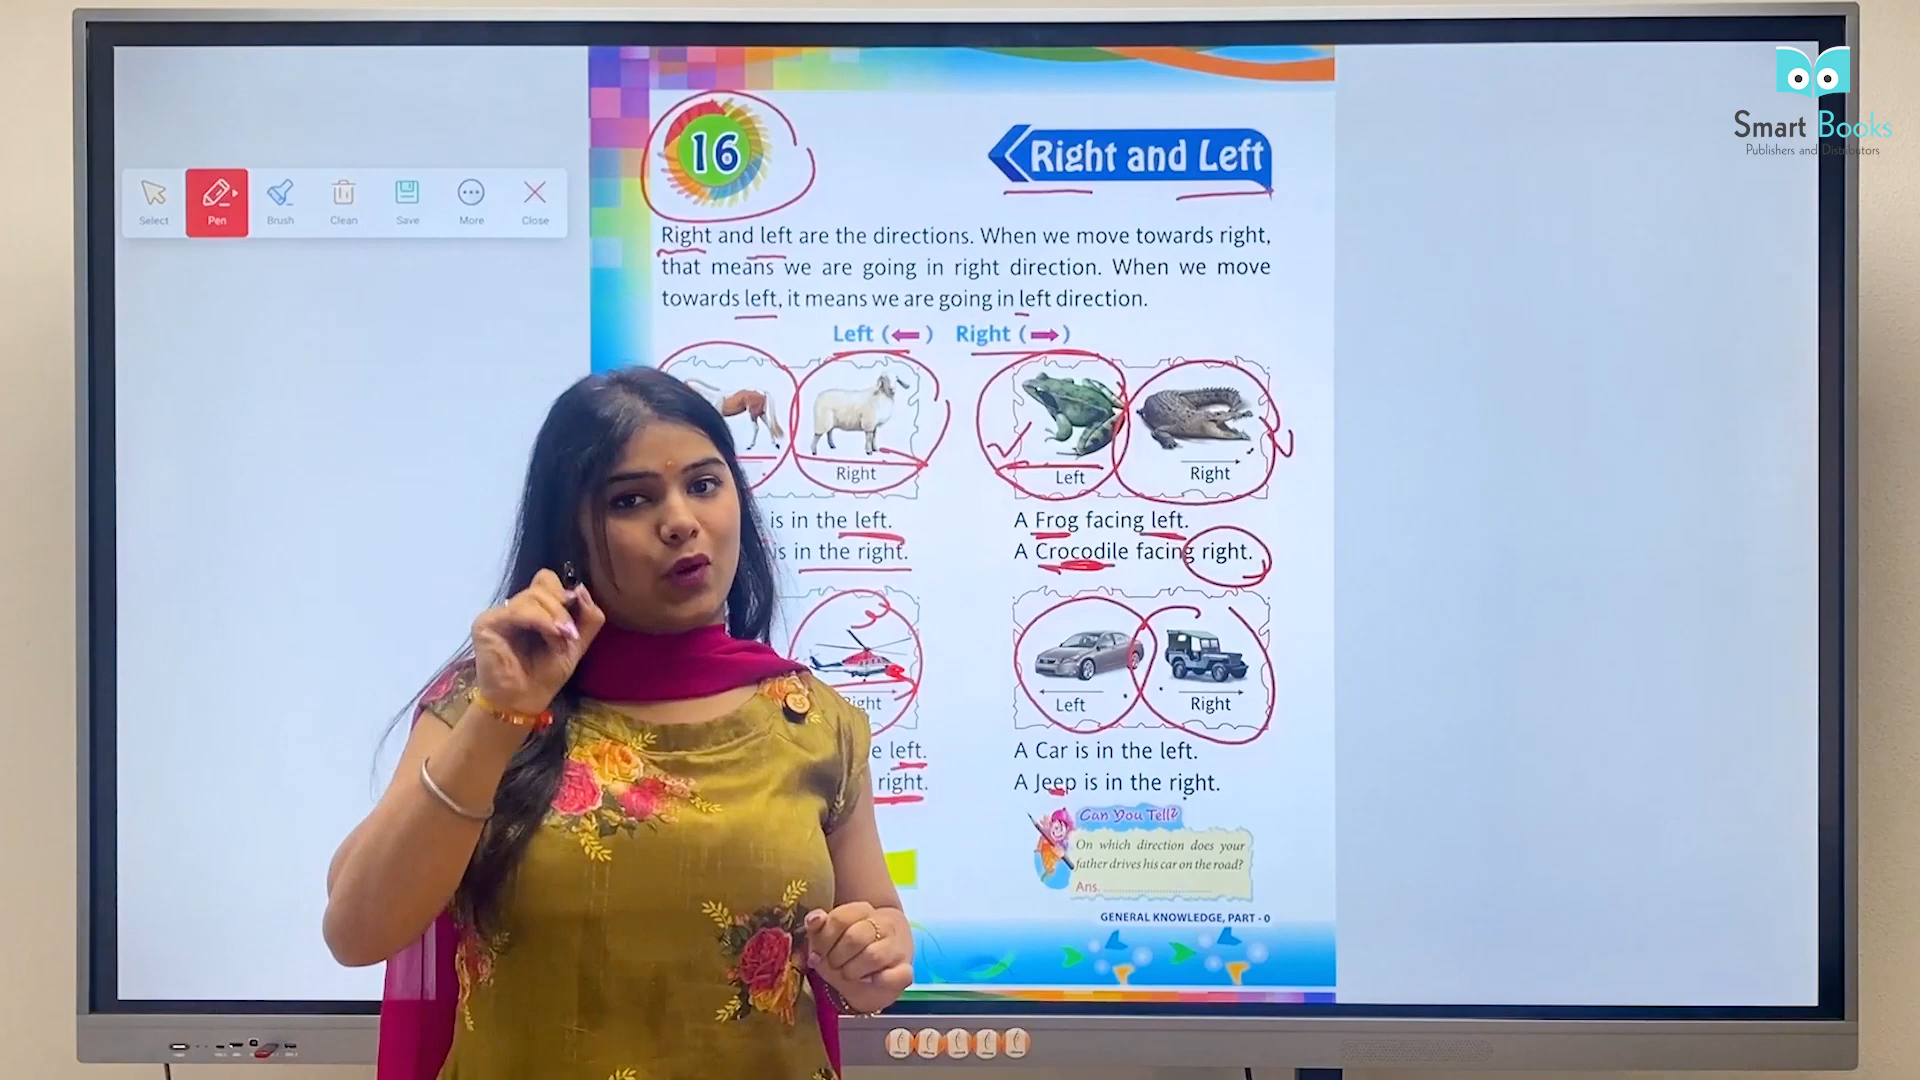 Smart Books
Publishers and Distributors
Select
Pen
Brush
Clean
Save
More
Close
16
Right and Left
Right and left are the directions. When we move towards right,
that means we are going in right direction. When we move
towards left, it means we are going in left direction.
Left ( ) Right ( )
Right
Left
Right
is in the left.
is in the right.
A Frog facing left.
A Crocodile facing right.
Right
Left
Right
left.
right.
A Car is in the left.
A Jeep is in the right.
Can You Tell?
On which direction does your
father drives his car on the road?
Ans.
GENERAL KNOWLEDGE, PART - 0